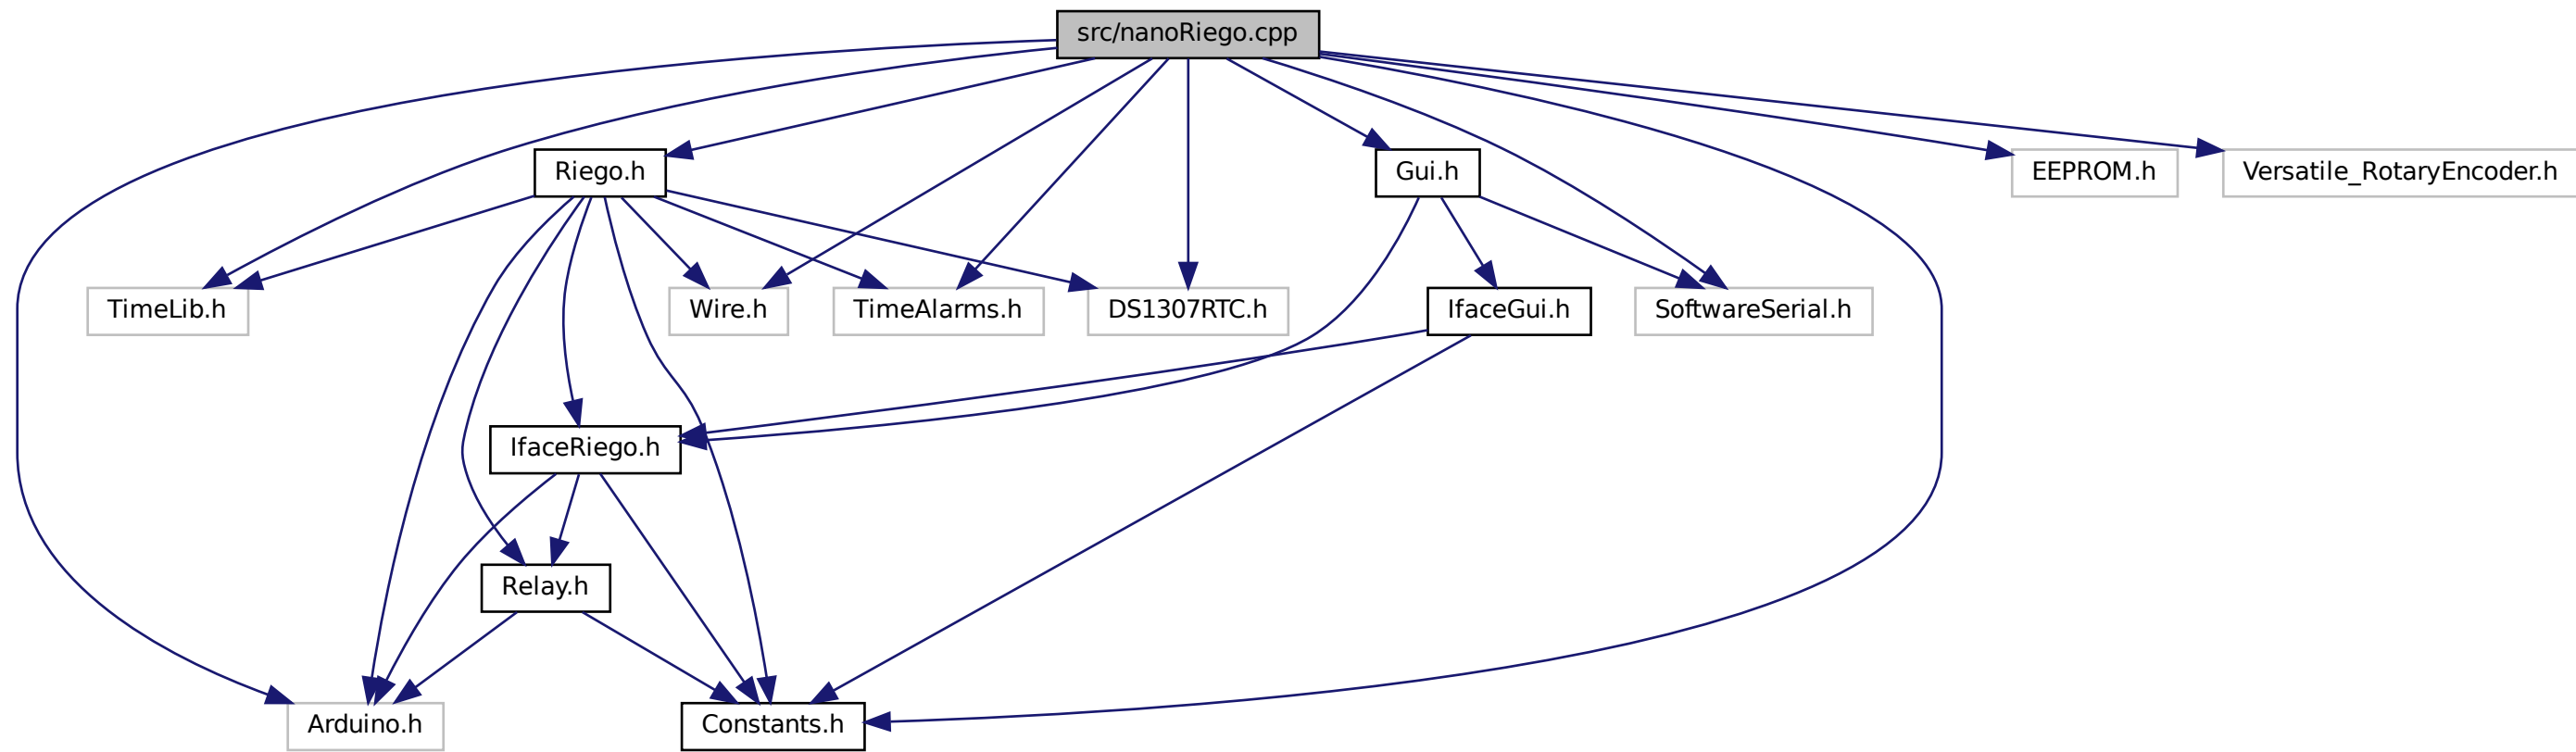 src/nanoRiego.cpp
Riego.h
Gui.h
EEPROM.h
Versatile_RotaryEncoder.h
TimeLib.h
Wire.h
TimeAlarms.h
DS1307RTC.h
IfaceGui.h
SoftwareSerial.h
IfaceRiego.h
Relay.h
Arduino.h
Constants.h